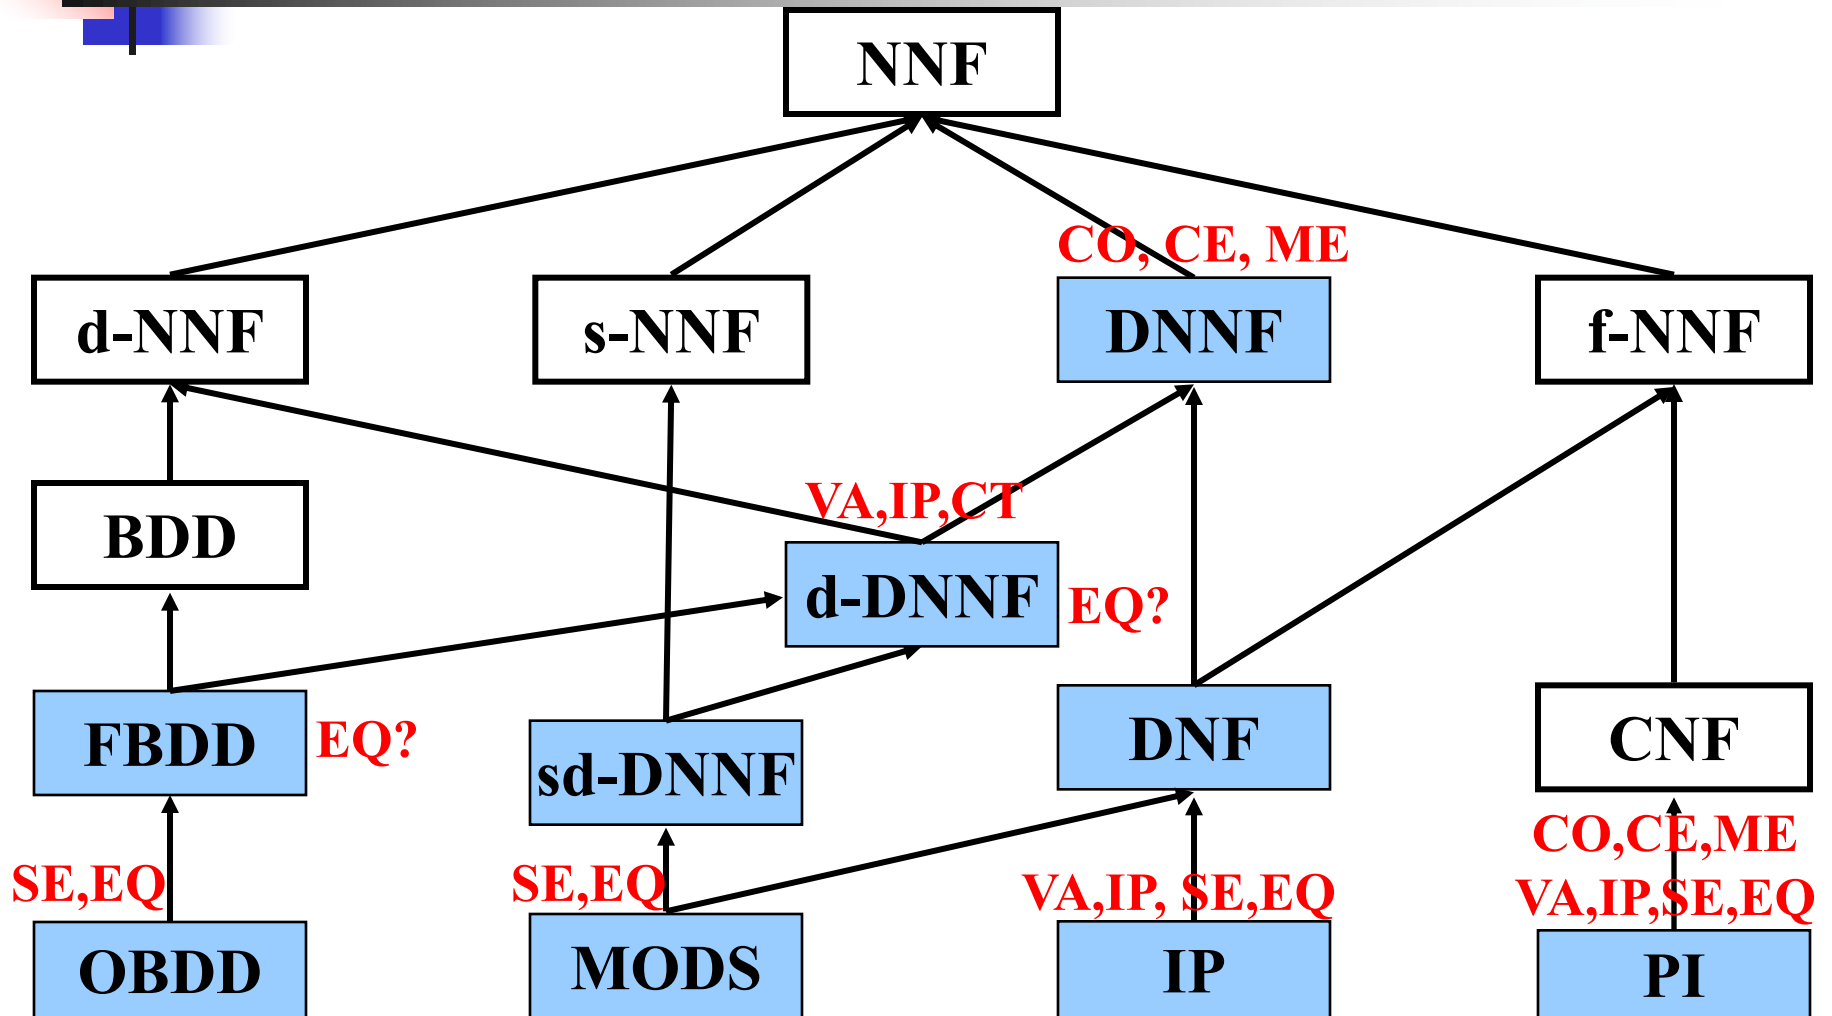 NNF
CO, CE, ME
d-NNF
s-NNF
DNNF
f-NNF
VA,IP,CT
BDD
d-DNNF
EQ?
FBDD
EQ?
sd-DNNF
DNF
CNF
CO,CE,ME
SE,EQ
SE,EQ
VA,IP, SE,EQ
VA,IP,SE,EQ
OBDD
MODS
IP
PI